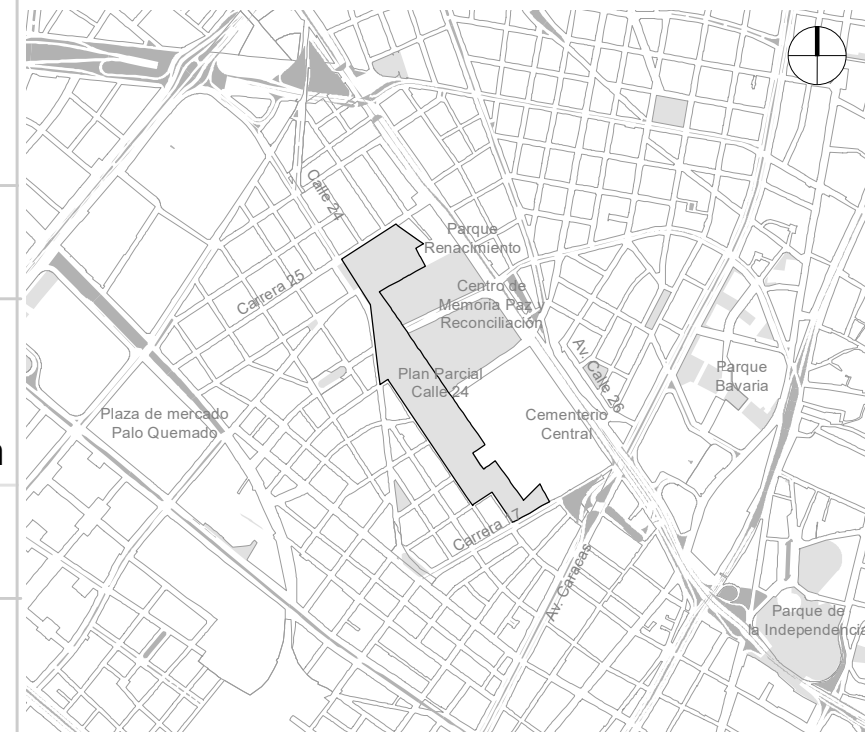 Calle 24
Parque
Renacimiento
Carrera 25
Centro de
Memoria Paz y
Reconciliación
Av. Calle 26
Plan Parcial
Calle 24
Parque
Bavaria
Plaza de mercado
Palo Quemado
Cementerio
Central
Carrera 17
Av. Caracas
Parque de
la Independencia